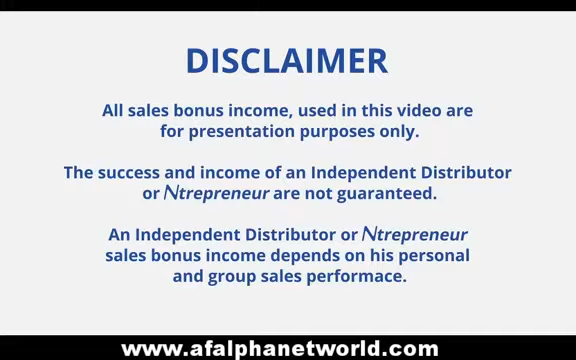 DISCLAIMER
All sales bonus income, used in this video are
for presentation purposes only.
The success and income of an Independent Distributor
or Ntrepreneur are not guaranteed.
An Independent Distributor or Ntrepreneur
sales bonus income depends on his personal
and group sales performace.
www.afalphanetworld.com